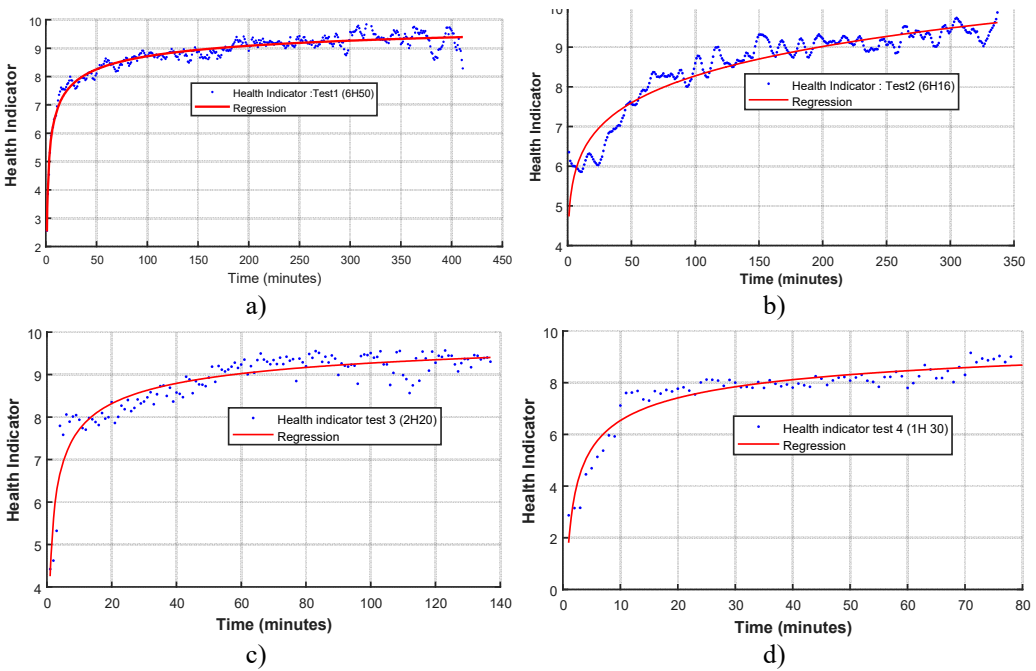 10
9
8
7
6
5
4
3
2
Health Indicator
Health Indicator :Test1 (6H50)
Regression
0 50 100 150 200 250 300 350 400 450
Time (minutes)
a)
10
9
8
7
6
5
4
Health Indicator
Health Indicator : Test2 (6H16)
Regression
0 50 100 150 200 250 300 350
Time (minutes)
b)
10
9
8
7
6
5
4
Health Indicator
Health indicator test 3 (2H20)
Regression
0 20 40 60 80 100 120 140
Time (minutes)
c)
10
8
6
4
2
0
Health Indicator
Health indicator test 4 (1H 30)
Regression
0 10 20 30 40 50 60 70 80
Time (minutes)
d)